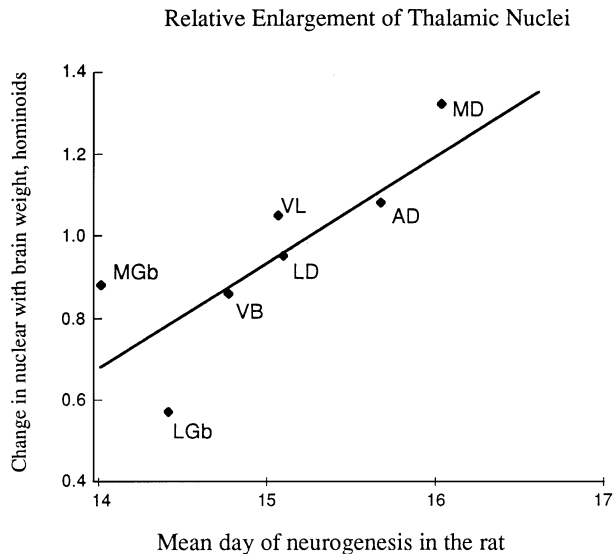 Relative Enlargement of Thalamic Nuclei
Change in nuclear with brain weight, hominoids
1.4
1.2
1.0
0.8
0.6
0.4
MD
VL
AD
MGb
LD
VB
LGb
14
15
16
17
Mean day of neurogenesis in the rat